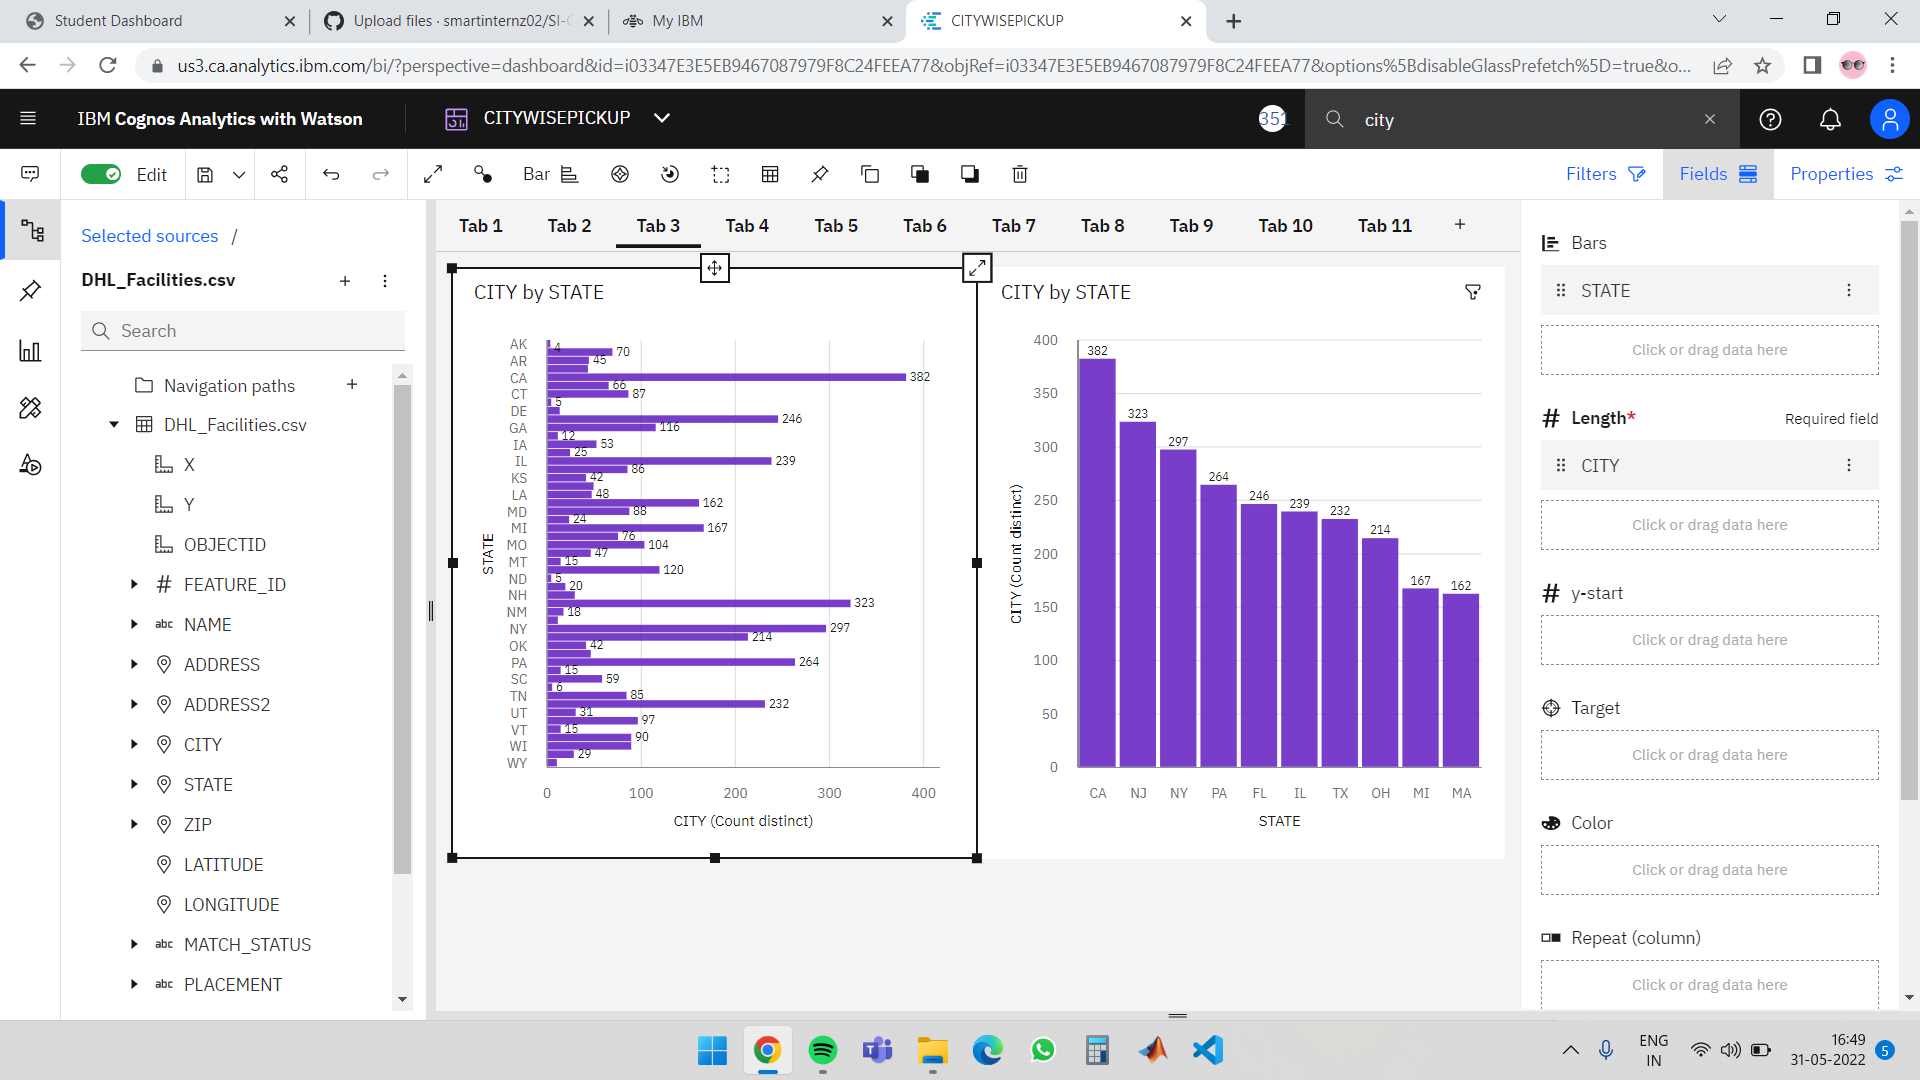 Student Dashboard
Upload files · smartinternz02/SI-G
My IBM
CITYWISEPICKUP
us3.ca.analytics.ibm.com/bi/?perspective=dashboard&id=i03347E3E5EB9467087979F8C24FEEA77&objRef=i03347E3E5EB9467087979F8C24FEEA77&options%5BdisableGlassPrefetch%5D=true&o...
IBM Cognos Analytics with Watson
CITYWISEPICKUP
351
city
Edit
Bar
Filters
Fields
Properties
Selected sources /
DHL_Facilities.csv
Search
Navigation paths
DHL_Facilities.csv
X
Y
OBJECTID
# FEATURE_ID
abc NAME
ADDRESS
ADDRESS2
CITY
STATE
ZIP
LATITUDE
LONGITUDE
abc MATCH_STATUS
abc PLACEMENT
Tab 1 Tab 2 Tab 3 Tab 4 Tab 5 Tab 6 Tab 7 Tab 8 Tab 9 Tab 10 Tab 11
CITY by STATE
STATE
AK 4
70
AR 45
CA 382
66
CT 87
5
DE
246
GA 116
12
IA 53
25
IL 239
86
KS 42
LA 48
162
MD 88
24
MI 167
76
MO 104
47
MT 15
120
ND 5
20
NH
323
NM 18
NY 297
214
OK 42
PA 264
15
SC 59
6
TN 85
232
UT 31
97
VT 15
90
WI
29
WY
0 100 200 300 400
CITY (Count distinct)
CITY by STATE
CITY (Count distinct)
400
350
300
250
200
150
100
50
0
382 323 297 264 246 239 232 214 167 162
CA NJ NY PA FL IL TX OH MI MA
STATE
Bars
STATE
Click or drag data here
# Length* Required field
CITY
Click or drag data here
# y-start
Click or drag data here
Target
Click or drag data here
Color
Click or drag data here
Repeat (column)
Click or drag data here
ENG
IN
16:49
31-05-2022
5